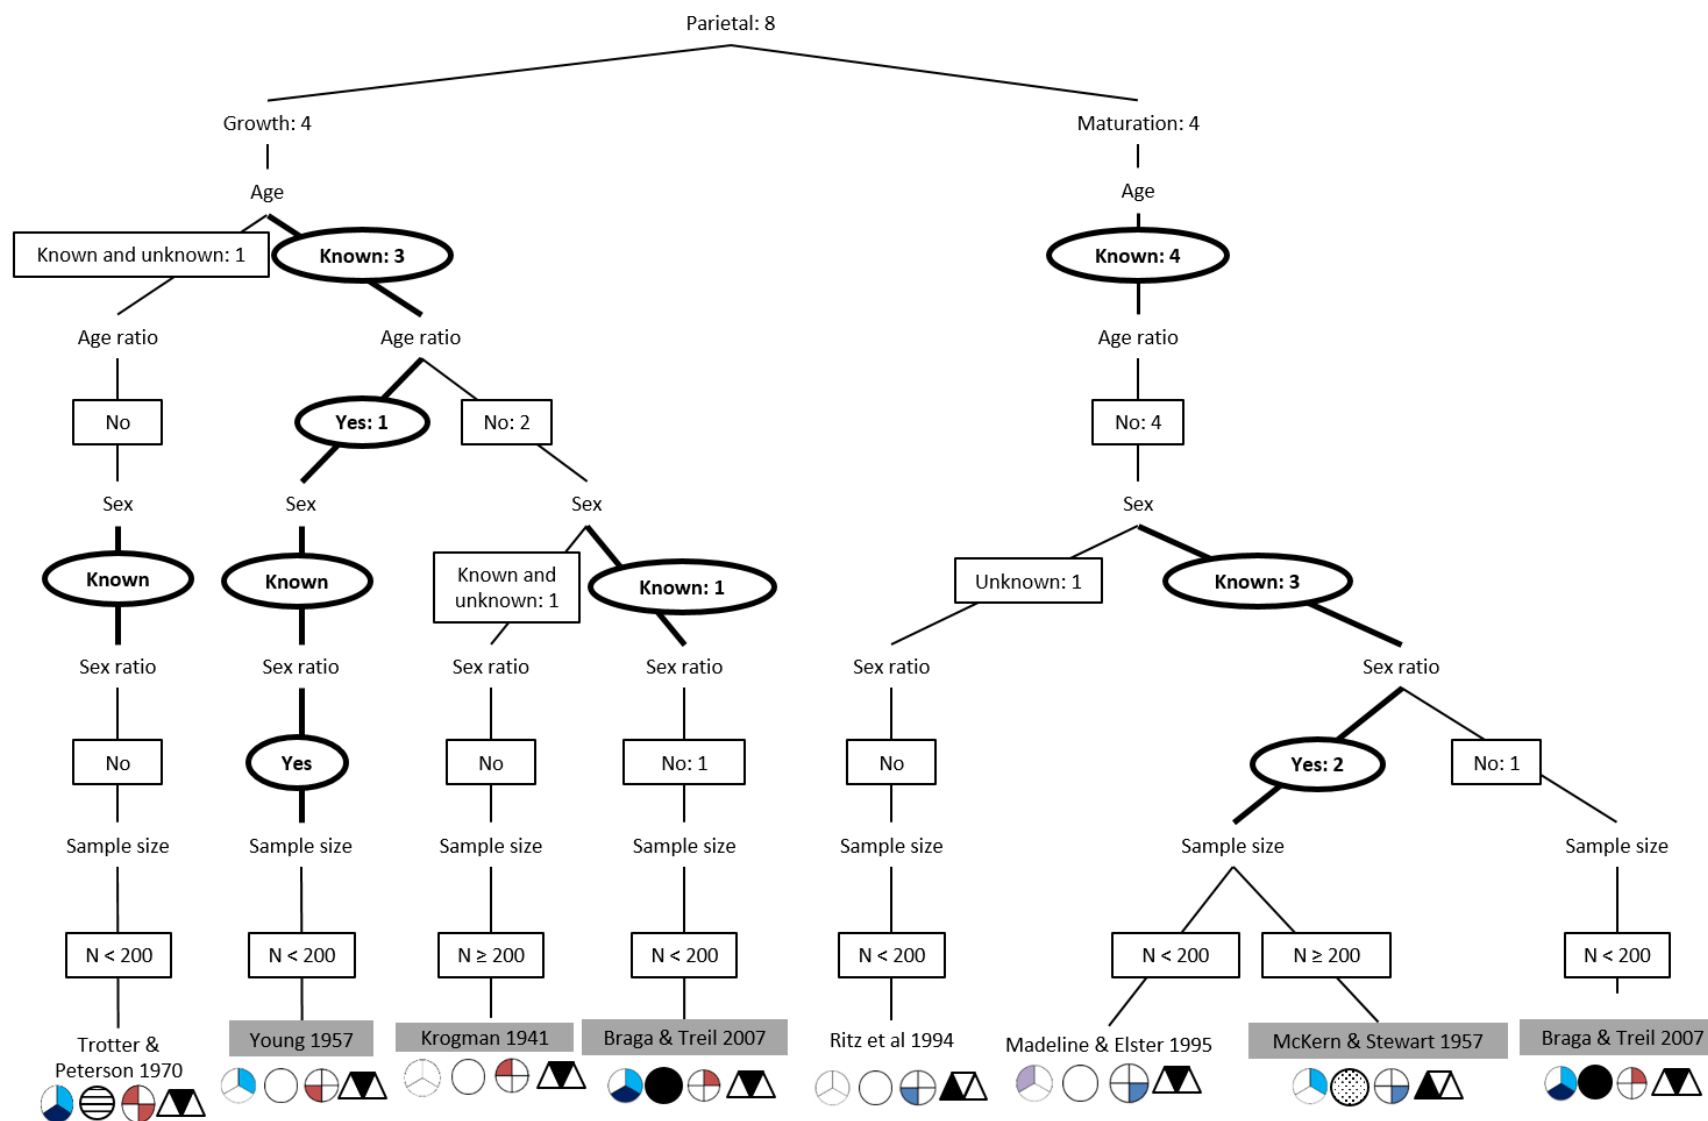 Parietal: 8
Growth: 4
Maturation: 4
Age
Age
Known and unknown: 1
Known: 3
Known: 4
Age ratio
Age ratio
Age ratio
No
Yes: 1
No: 2
No: 4
Sex
Sex
Sex
Sex
Known
Known
Known and
unknown: 1
Known: 1
Unknown: 1
Known: 3
Sex ratio
Sex ratio
Sex ratio
Sex ratio
Sex ratio
Sex ratio
No
Yes
No
No: 1
No
Yes: 2
No: 1
Sample size
Sample size
Sample size
Sample size
Sample size
Sample size
Sample size
N < 200
N < 200
N ≥ 200
N < 200
N < 200
N < 200
N ≥ 200
N < 200
Trotter &
Peterson 1970
Young 1957
Krogman 1941
Braga & Treil 2007
Ritz et al 1994
Madeline & Elster 1995
McKern & Stewart 1957
Braga & Treil 2007